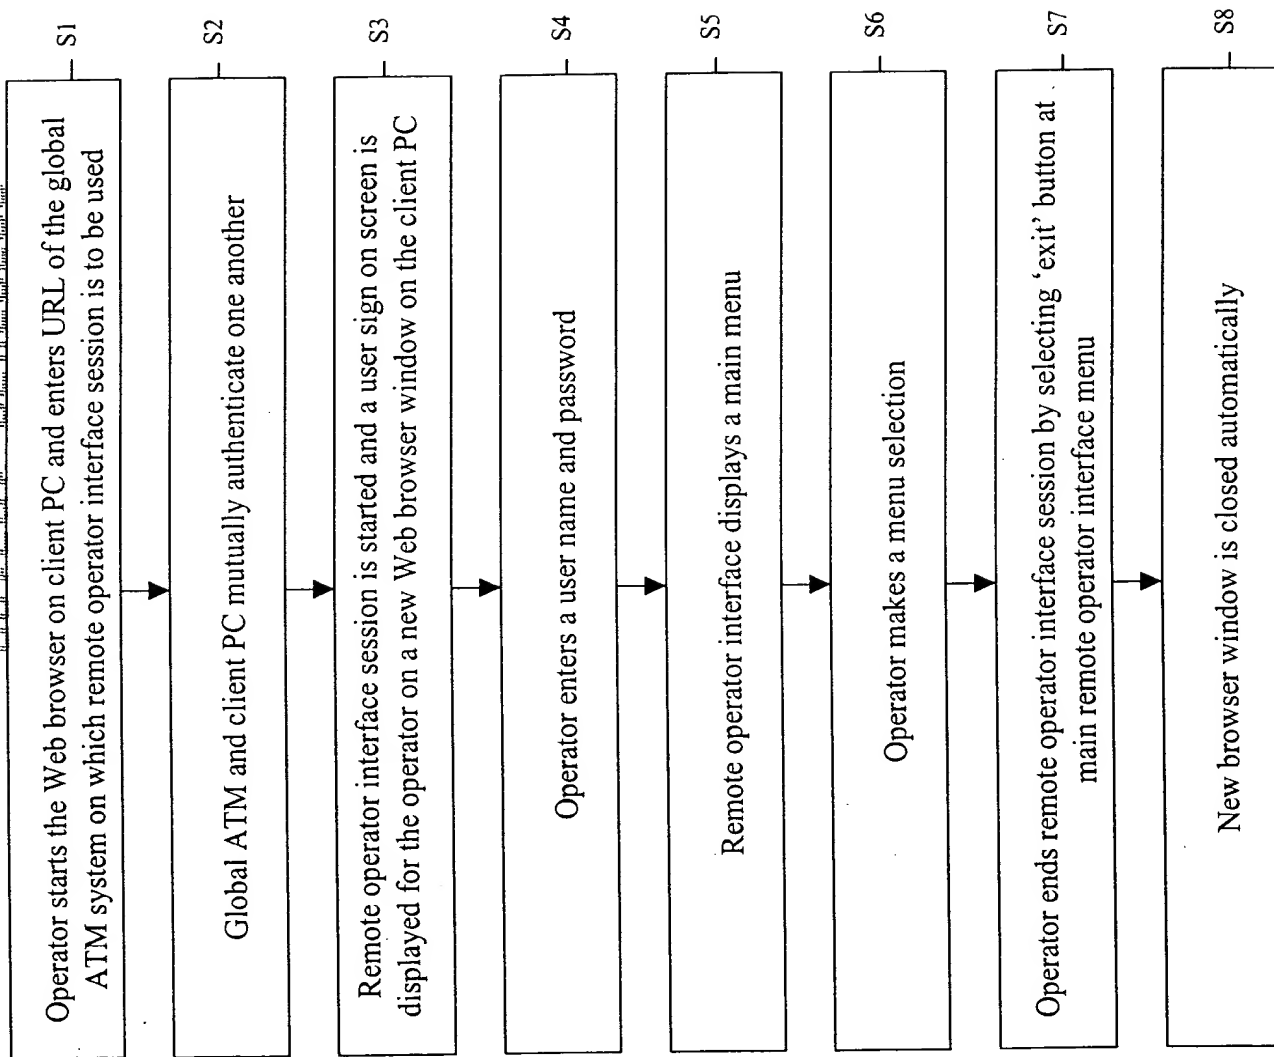 Operator starts the Web browser on client PC and enters URL of the global
ATM system on which remote operator interface session is to be used
S1
Global ATM and client PC mutually authenticate one another
S2
Remote operator interface session is started and a user sign on screen is
displayed for the operator on a new Web browser window on the client PC
S3
Operator enters a user name and password
S4
Remote operator interface displays a main menu
S5
Operator makes a menu selection
S6
Operator ends remote operator interface session by selecting ‘exit’ button at
main remote operator interface menu
S7
New browser window is closed automatically
S8